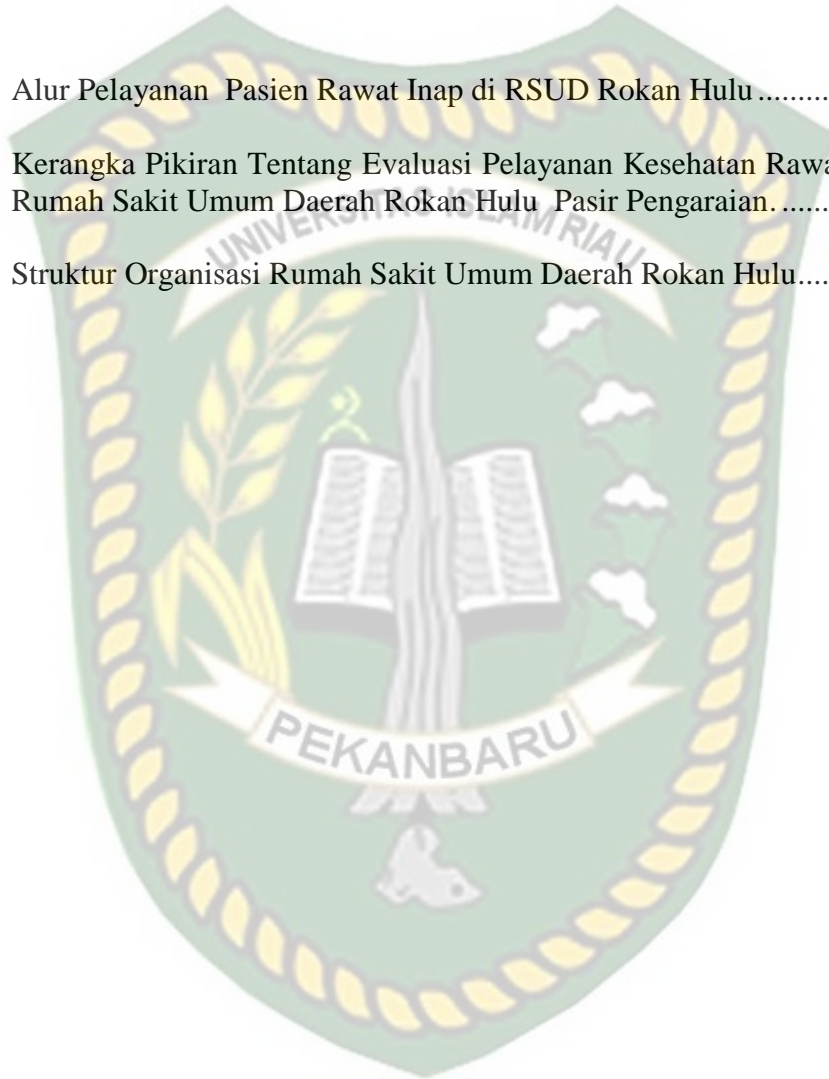 Alur Pelayanan Pasien Rawat Inap di RSUD Rokan Hulu.........
Kerangka Pikiran Tentang Evaluasi Pelayanan Kesehatan Rawa
Rumah Sakit Umum Daerah Rokan Hulu Pasir Pengaraian.......
UNIVERSITAS ISLAM RIAU
Struktur Organisasi Rumah Sakit Umum Daerah Rokan Hulu....
PEKANBARU